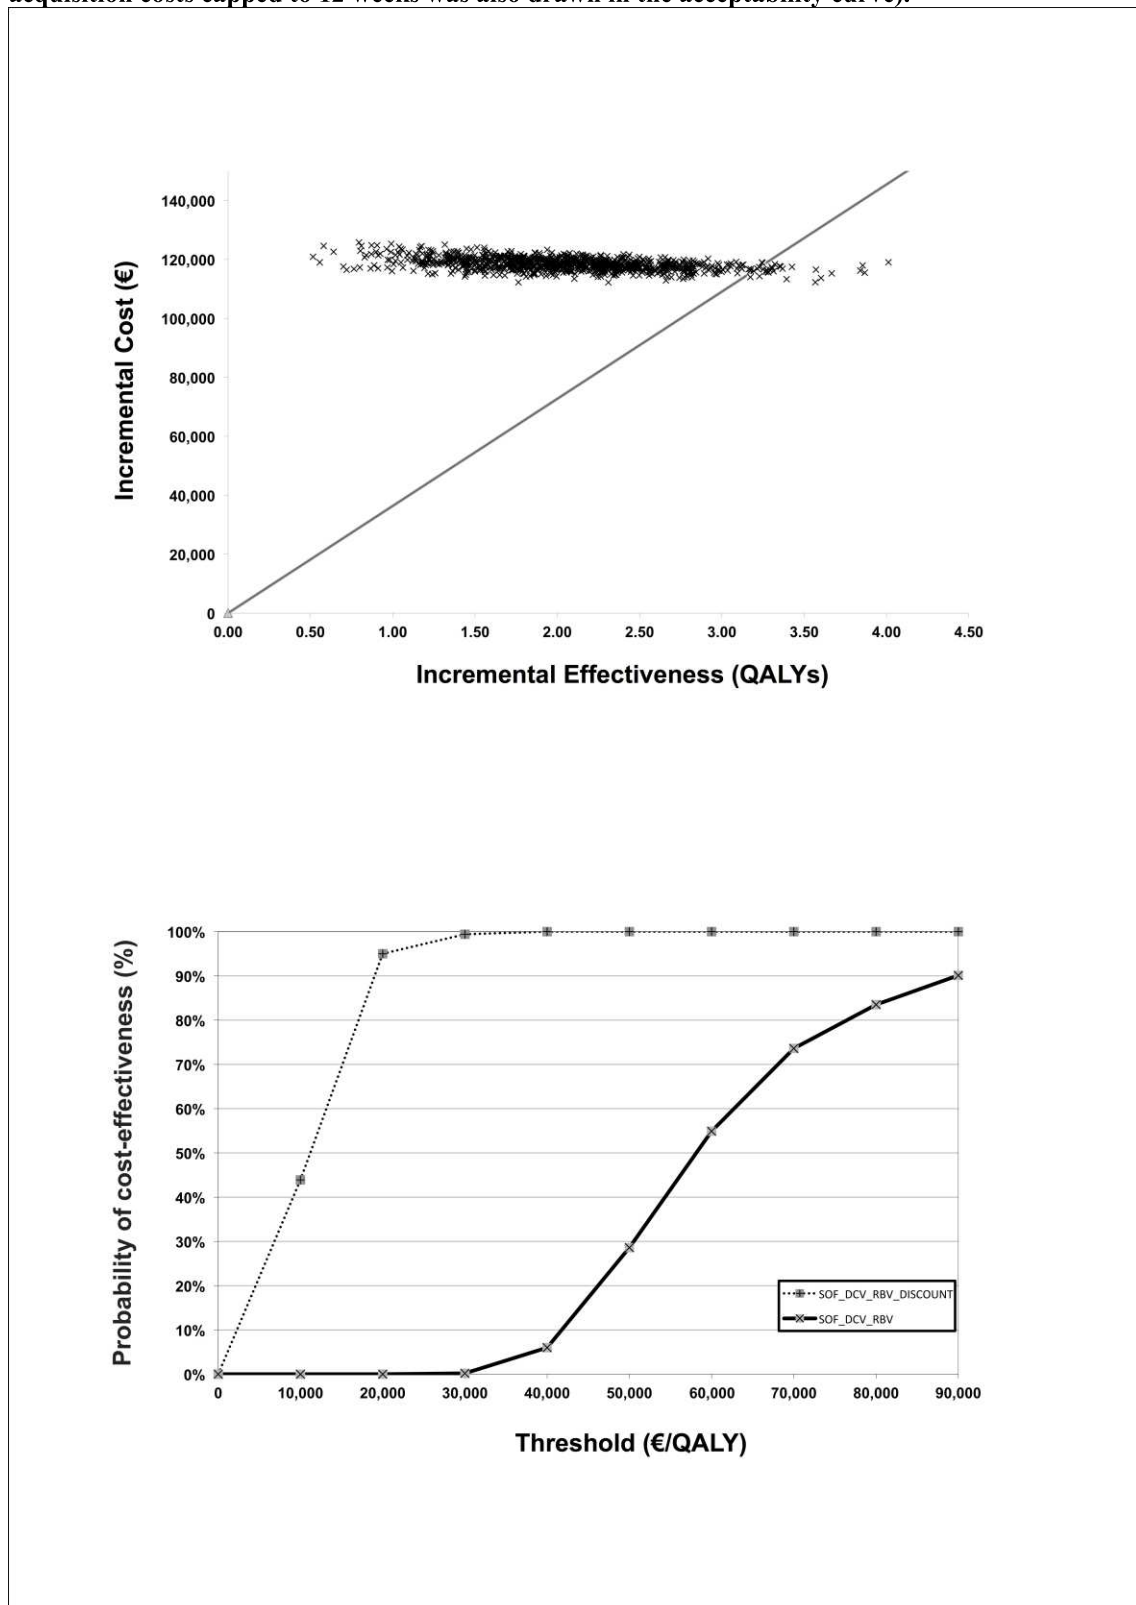 acquisition costs capped to 12 weeks was also drawn in the acceptability curve).
140,000
120,000
100,000
80,000
60,000
40,000
20,000
0
Incremental Cost (€)
0.00 0.50 1.00 1.50 2.00 2.50 3.00 3.50 4.00 4.50
Incremental Effectiveness (QALYs)
100%
90%
80%
70%
60%
50%
40%
30%
20%
10%
0%
Probability of cost-effectiveness (%)
SOF_DCV_RBV_DISCOUNT
SOF_DCV_RBV
0 10,000 20,000 30,000 40,000 50,000 60,000 70,000 80,000 90,000
Threshold (€/QALY)